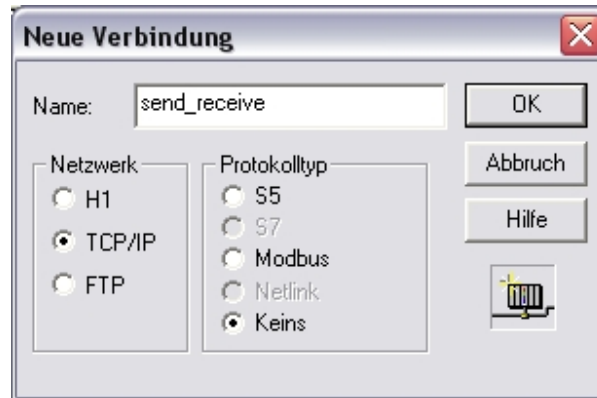 Neue Verbindung
Name: send_receive
OK
Abbruch
Hilfe
Netzwerk
H1
TCP/IP
FTP
Protokolltyp
S5
S7
Modbus
Netlink
Keins